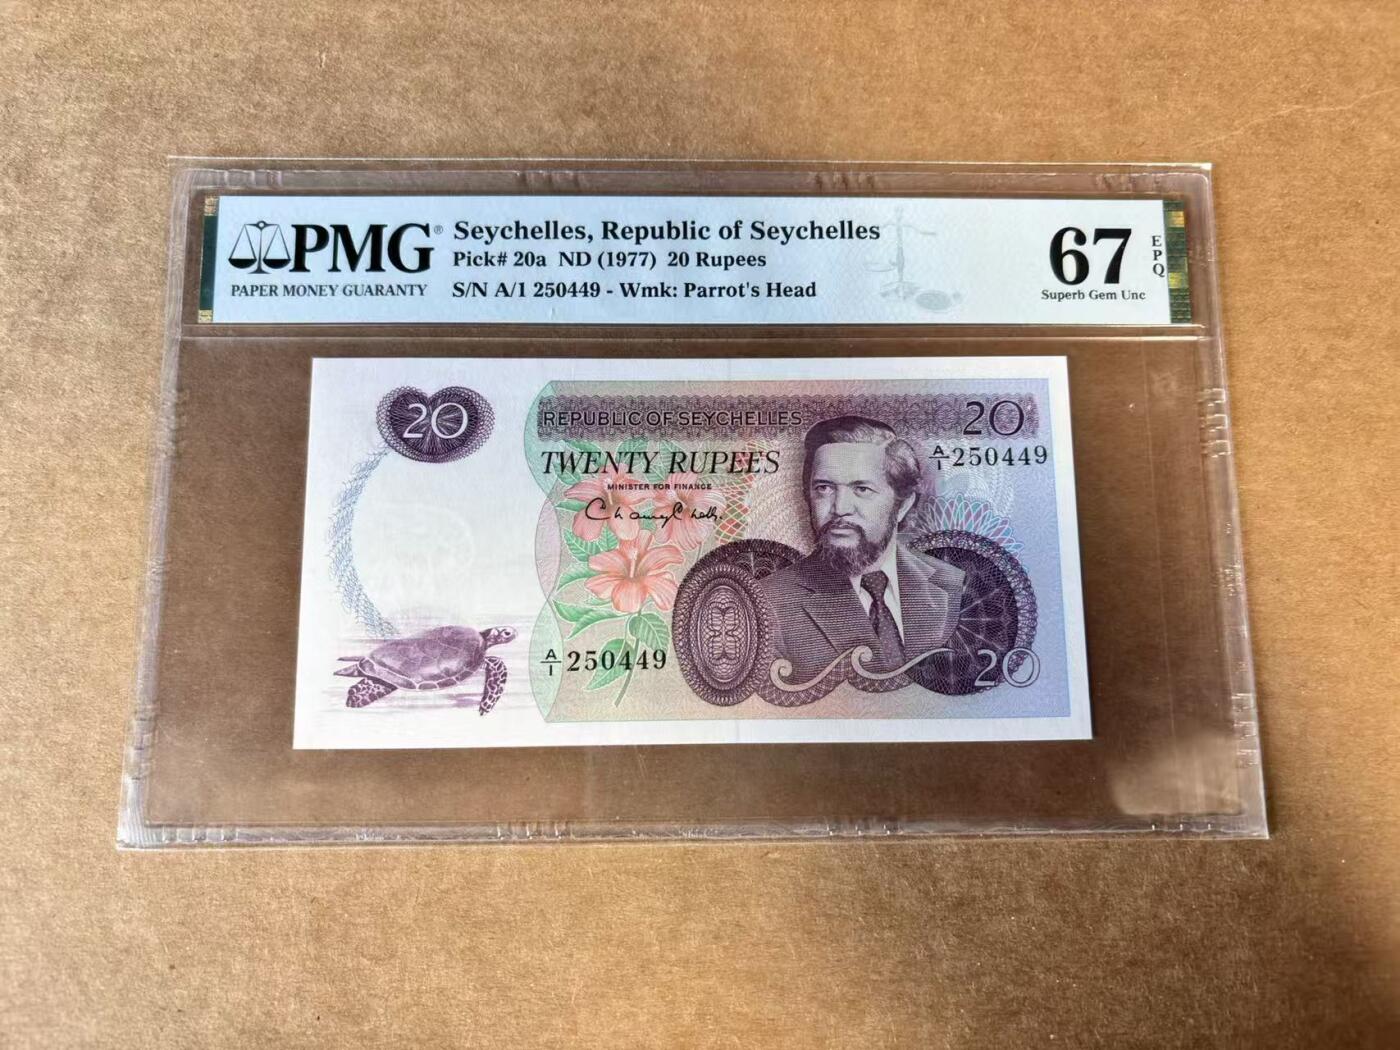 PMG®
PAPER MONEY GUARANTY
Seychelles, Republic of Seychelles
Pick# 20a ND (1977) 20 Rupees
S/N A/1 250449 - Wmk: Parrot's Head
67
EPQ
Superb Gem Unc
20
REPUBLIC OF SEYCHELLES
20
A/1 250449
TWENTY RUPEES
MINISTER FOR FINANCE
A/1 250449
20